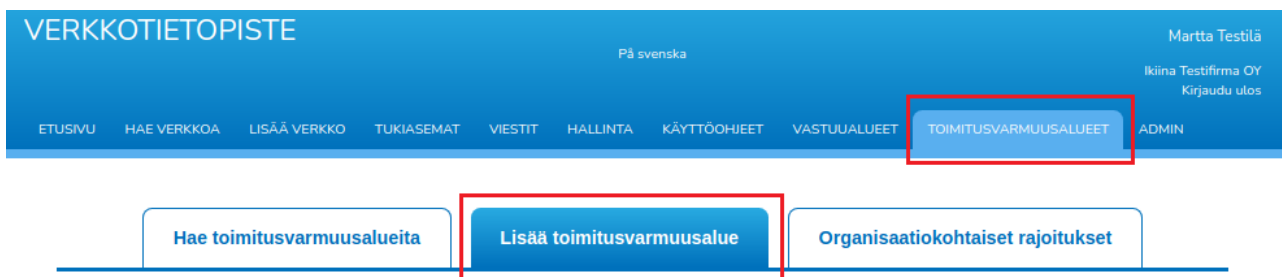 VERKKOTIETOPISTE
På svenska
Martta Testilä
Ikiina Testifirma OY
Kirjaudu ulos
ETUSIVU HAE VERKKOA LISÄÄ VERKKO TUKIASEMAT VIESTIT HALLINTA KÄYTTÖOHJEET VASTUUALUEET TOIMITUSVARMUUSALUEET ADMIN
Hae toimitusvarmuusalueita Lisää toimitusvarmuusalue Organisaatiokohtaiset rajoitukset